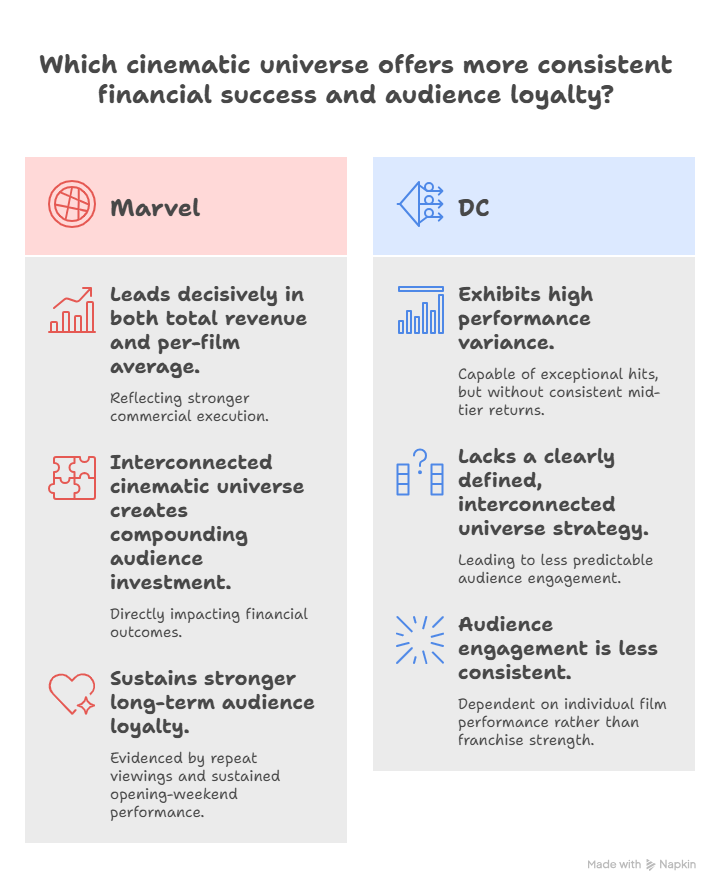 Which cinematic universe offers more consistent
financial success and audience loyalty?
Marvel
Leads decisively in
both total revenue
and per-film
average.
Reflecting stronger
commercial execution.
Interconnected
cinematic universe
creates
compounding
audience
investment.
Directly impacting financial
outcomes.
Sustains stronger
long-term audience
loyalty.
Evidenced by repeat
viewings and sustained
opening-weekend
performance.
DC
Exhibits high
performance
variance.
Capable of exceptional hits,
but without consistent mid-
tier returns.
Lacks a clearly
defined,
interconnected
universe strategy.
Leading to less predictable
audience engagement.
Audience
engagement is less
consistent.
Dependent on individual film
performance rather than
franchise strength.
Made with Napkin